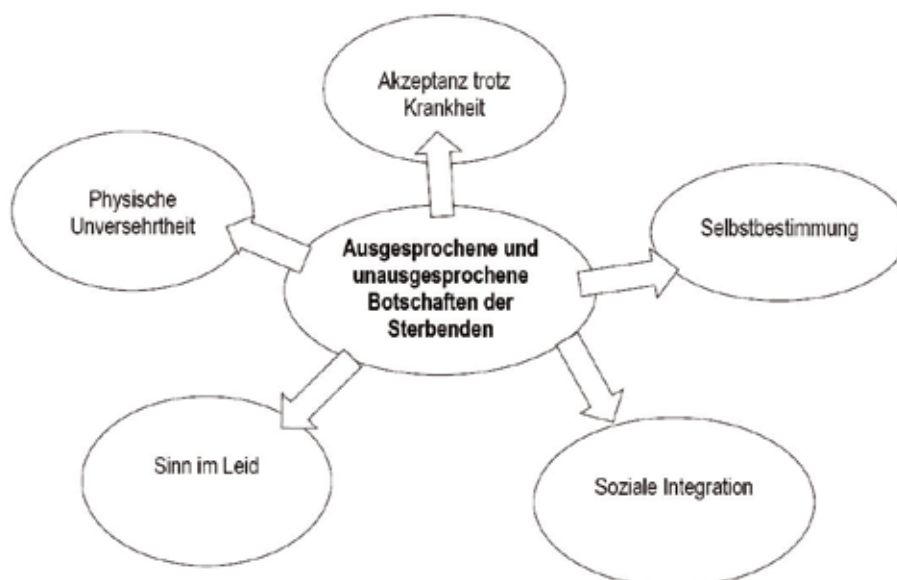 Akzeptanz trotz
Krankheit
Physische
Unversehrtheit
Selbstbestimmung
Ausgesprochene und
unausgesprochene
Botschaften der
Sterbenden
Sinn im Leid
Soziale Integration